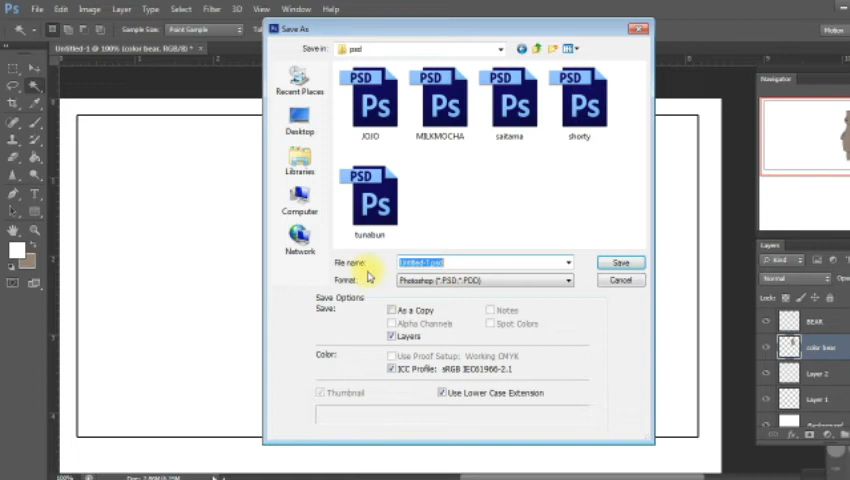 Ps File Edit Image Layer Type Select Filter 3D View Window Help
Sample Size: Point Sample
Motion
Untitled-1 @ 100% (color bear, RGB/8) * ×
Save As
Save in: psd
Navigator
Recent Places
Desktop
Libraries
Computer
Network
PSD PSD PSD PSD
Ps Ps Ps Ps
JOJO MILKMOCHA saitama shorty
PSD
Ps
tunabun
File name: Untitled-1.psd Save
Format: Photoshop (*.PSD;*.PDD) Cancel
Save Options
Save: As a Copy Notes
Alpha Channels Spot Colors
Layers
Color: Use Proof Setup: Working CMYK
ICC Profile: sRGB IEC61966-2.1
Thumbnail Use Lower Case Extension
Layers
Kind
Normal
Lock:
BEAR
color bear
Layer 2
Layer 1
100%